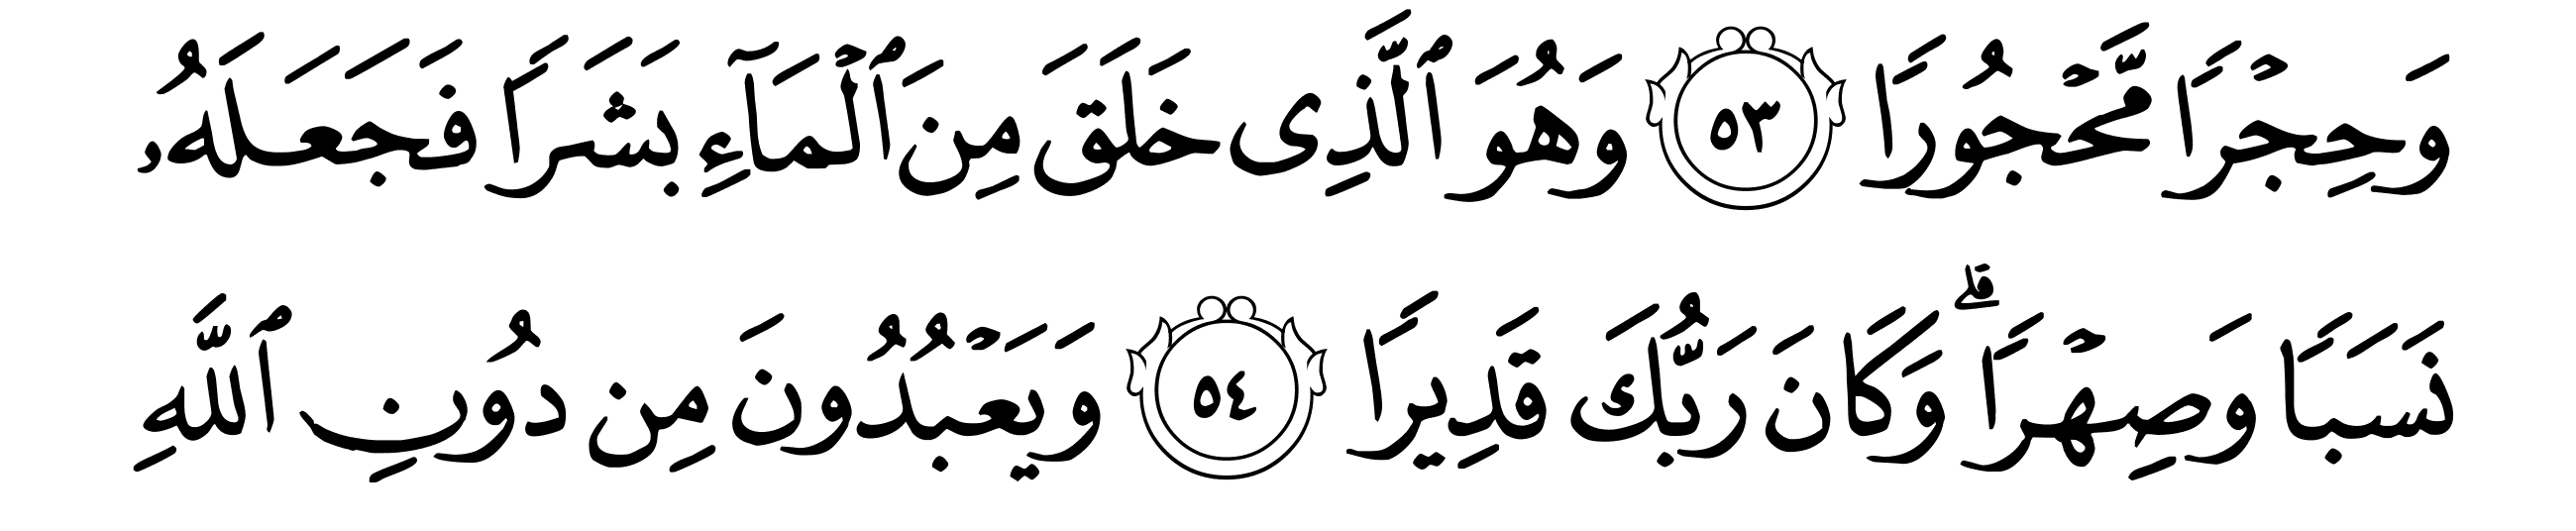 وَحِجْرًا مَّحْجُورًا ٥٣ وَهُوَ ٱلَّذِى خَلَقَ مِنَ ٱلْمَآءِ بَشَرًا فَجَعَلَهُۥ
نَسَبًا وَصِهْرًا ۗ وَكَانَ رَبُّكَ قَدِيرًا ٥٤ وَيَعْبُدُونَ مِن دُونِ ٱللَّهِ